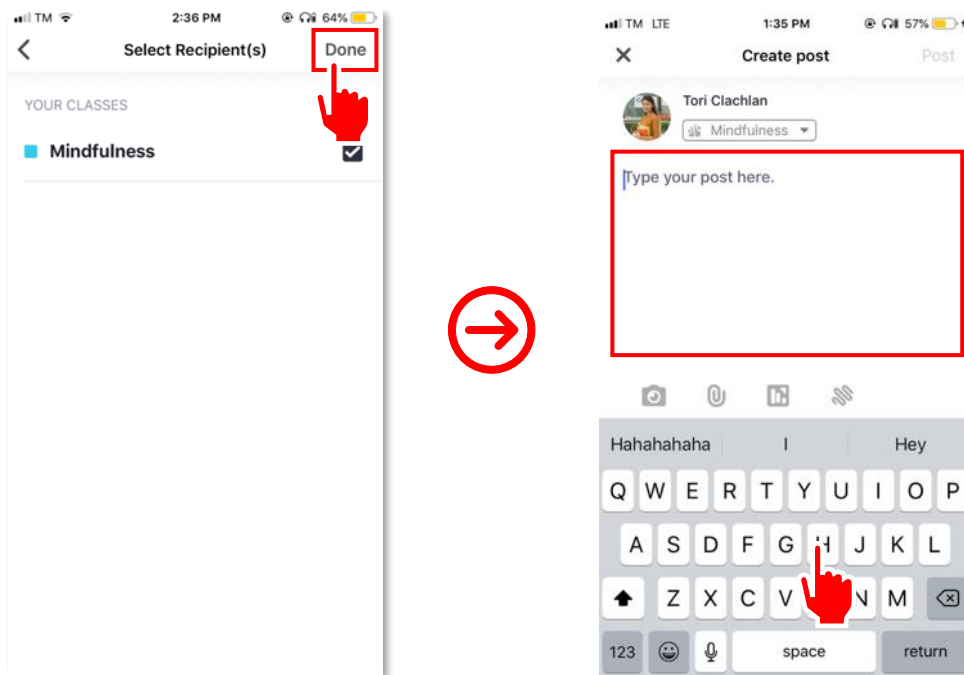 TM 2:36 PM 64%
Select Recipient(s) Done
YOUR CLASSES
Mindfulness
TM LTE 1:35 PM 57%
Create post Post
Tori Clachlan
Mindfulness
Type your post here.
Hahahahaha I Hey
Q W E R T Y U I O P
A S D F G H J K L
Z X C V N M
123 space return